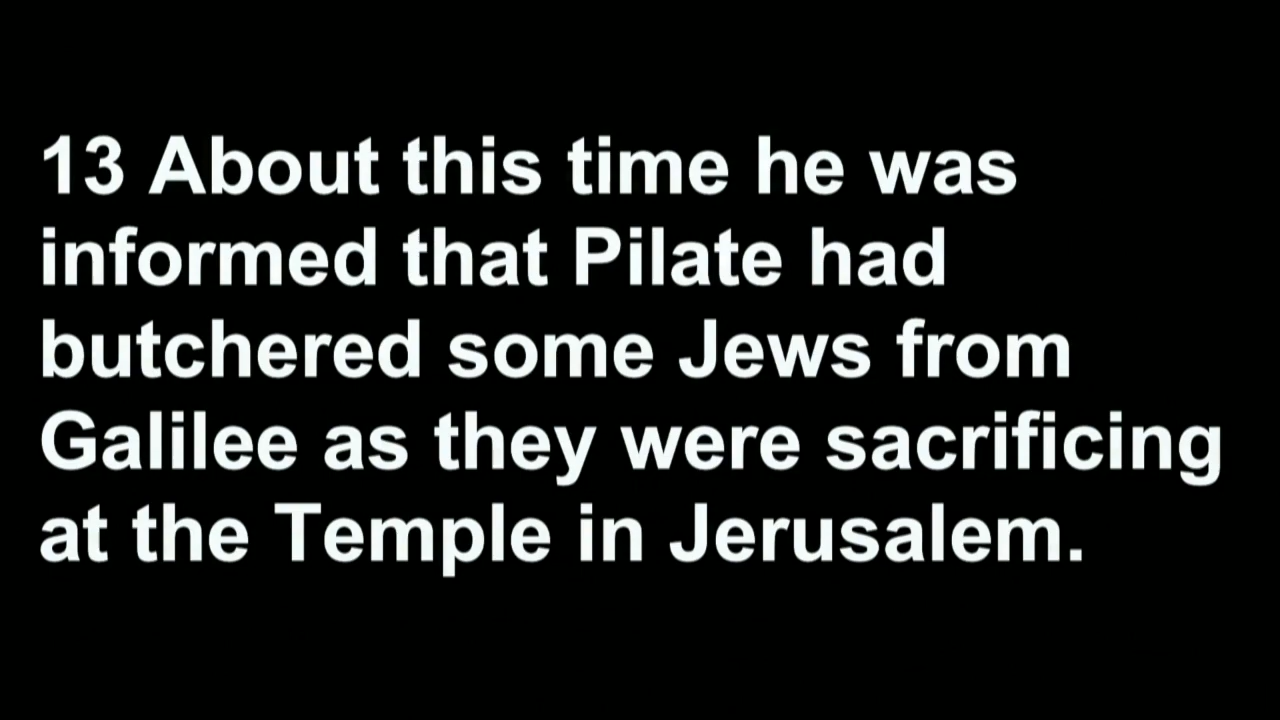 13 About this time he was
informed that Pilate had
butchered some Jews from
Galilee as they were sacrificing
at the Temple in Jerusalem.